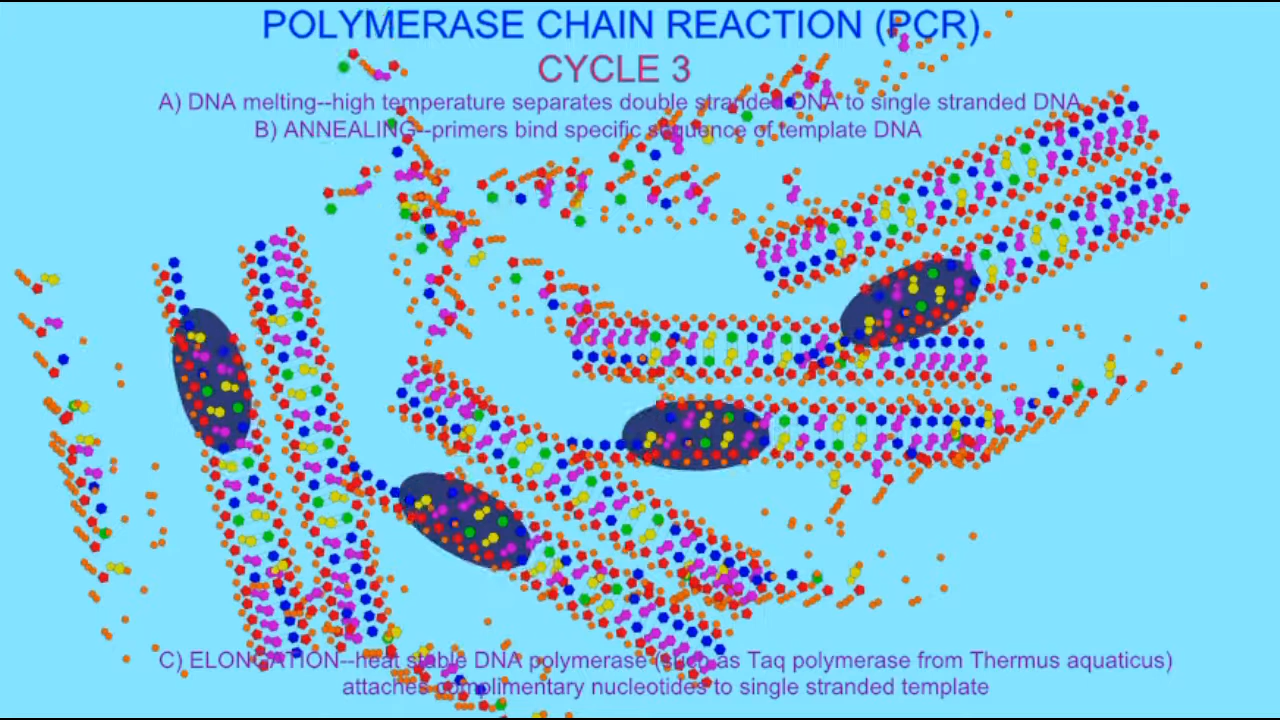 POLYMERASE CHAIN REACTION (PCR)
CYCLE 3
A) DNA melting--high temperature separates double stranded DNA to single stranded DNA
B) ANNEALING--primers bind specific sequence of template DNA
C) ELONGATION--heat stable DNA polymerase (such as Taq polymerase from Thermus aquaticus)
attaches complimentary nucleotides to single stranded template